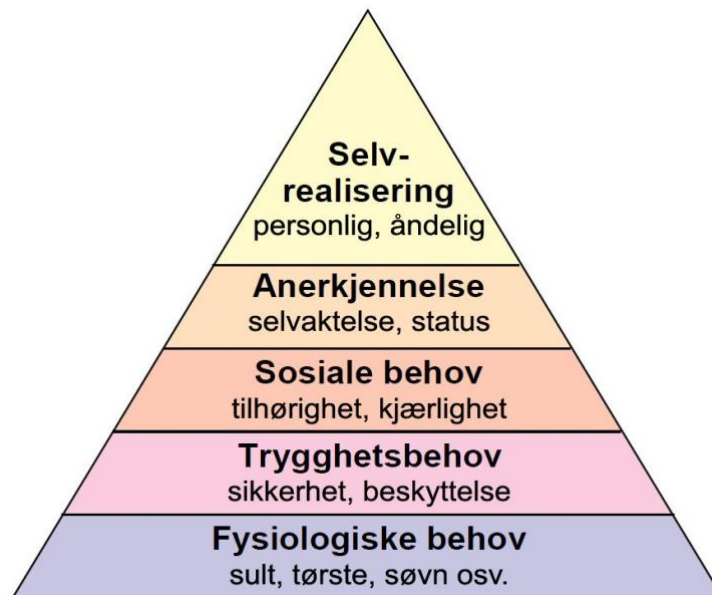 Selv-
realisering
personlig, åndelig
Anerkjennelse
selvaktelse, status
Sosiale behov
tilhørighet, kjærlighet
Trygghetsbehov
sikkerhet, beskyttelse
Fysiologiske behov
sult, tørste, søvn osv.